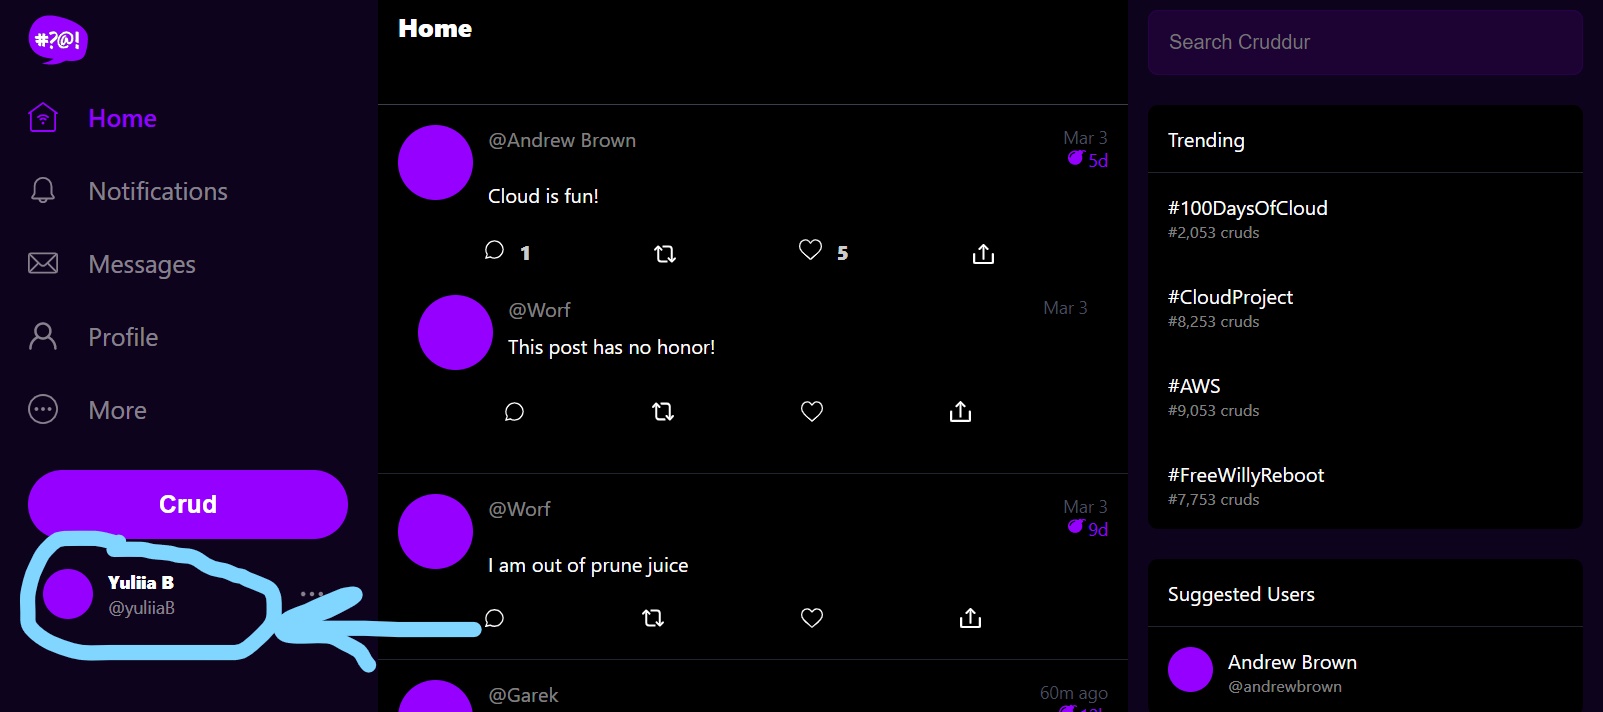 #?@!
Home
Notifications
Messages
Profile
More
Crud
Yuliia B
@yuliiaB
Home
@Andrew Brown
Mar 3
5d
Cloud is fun!
1
5
@Worf
Mar 3
This post has no honor!
@Worf
Mar 3
9d
I am out of prune juice
@Garek
60m ago
Search Cruddur
Trending
#100DaysOfCloud
#2,053 cruds
#CloudProject
#8,253 cruds
#AWS
#9,053 cruds
#FreeWillyReboot
#7,753 cruds
Suggested Users
Andrew Brown
@andrewbrown